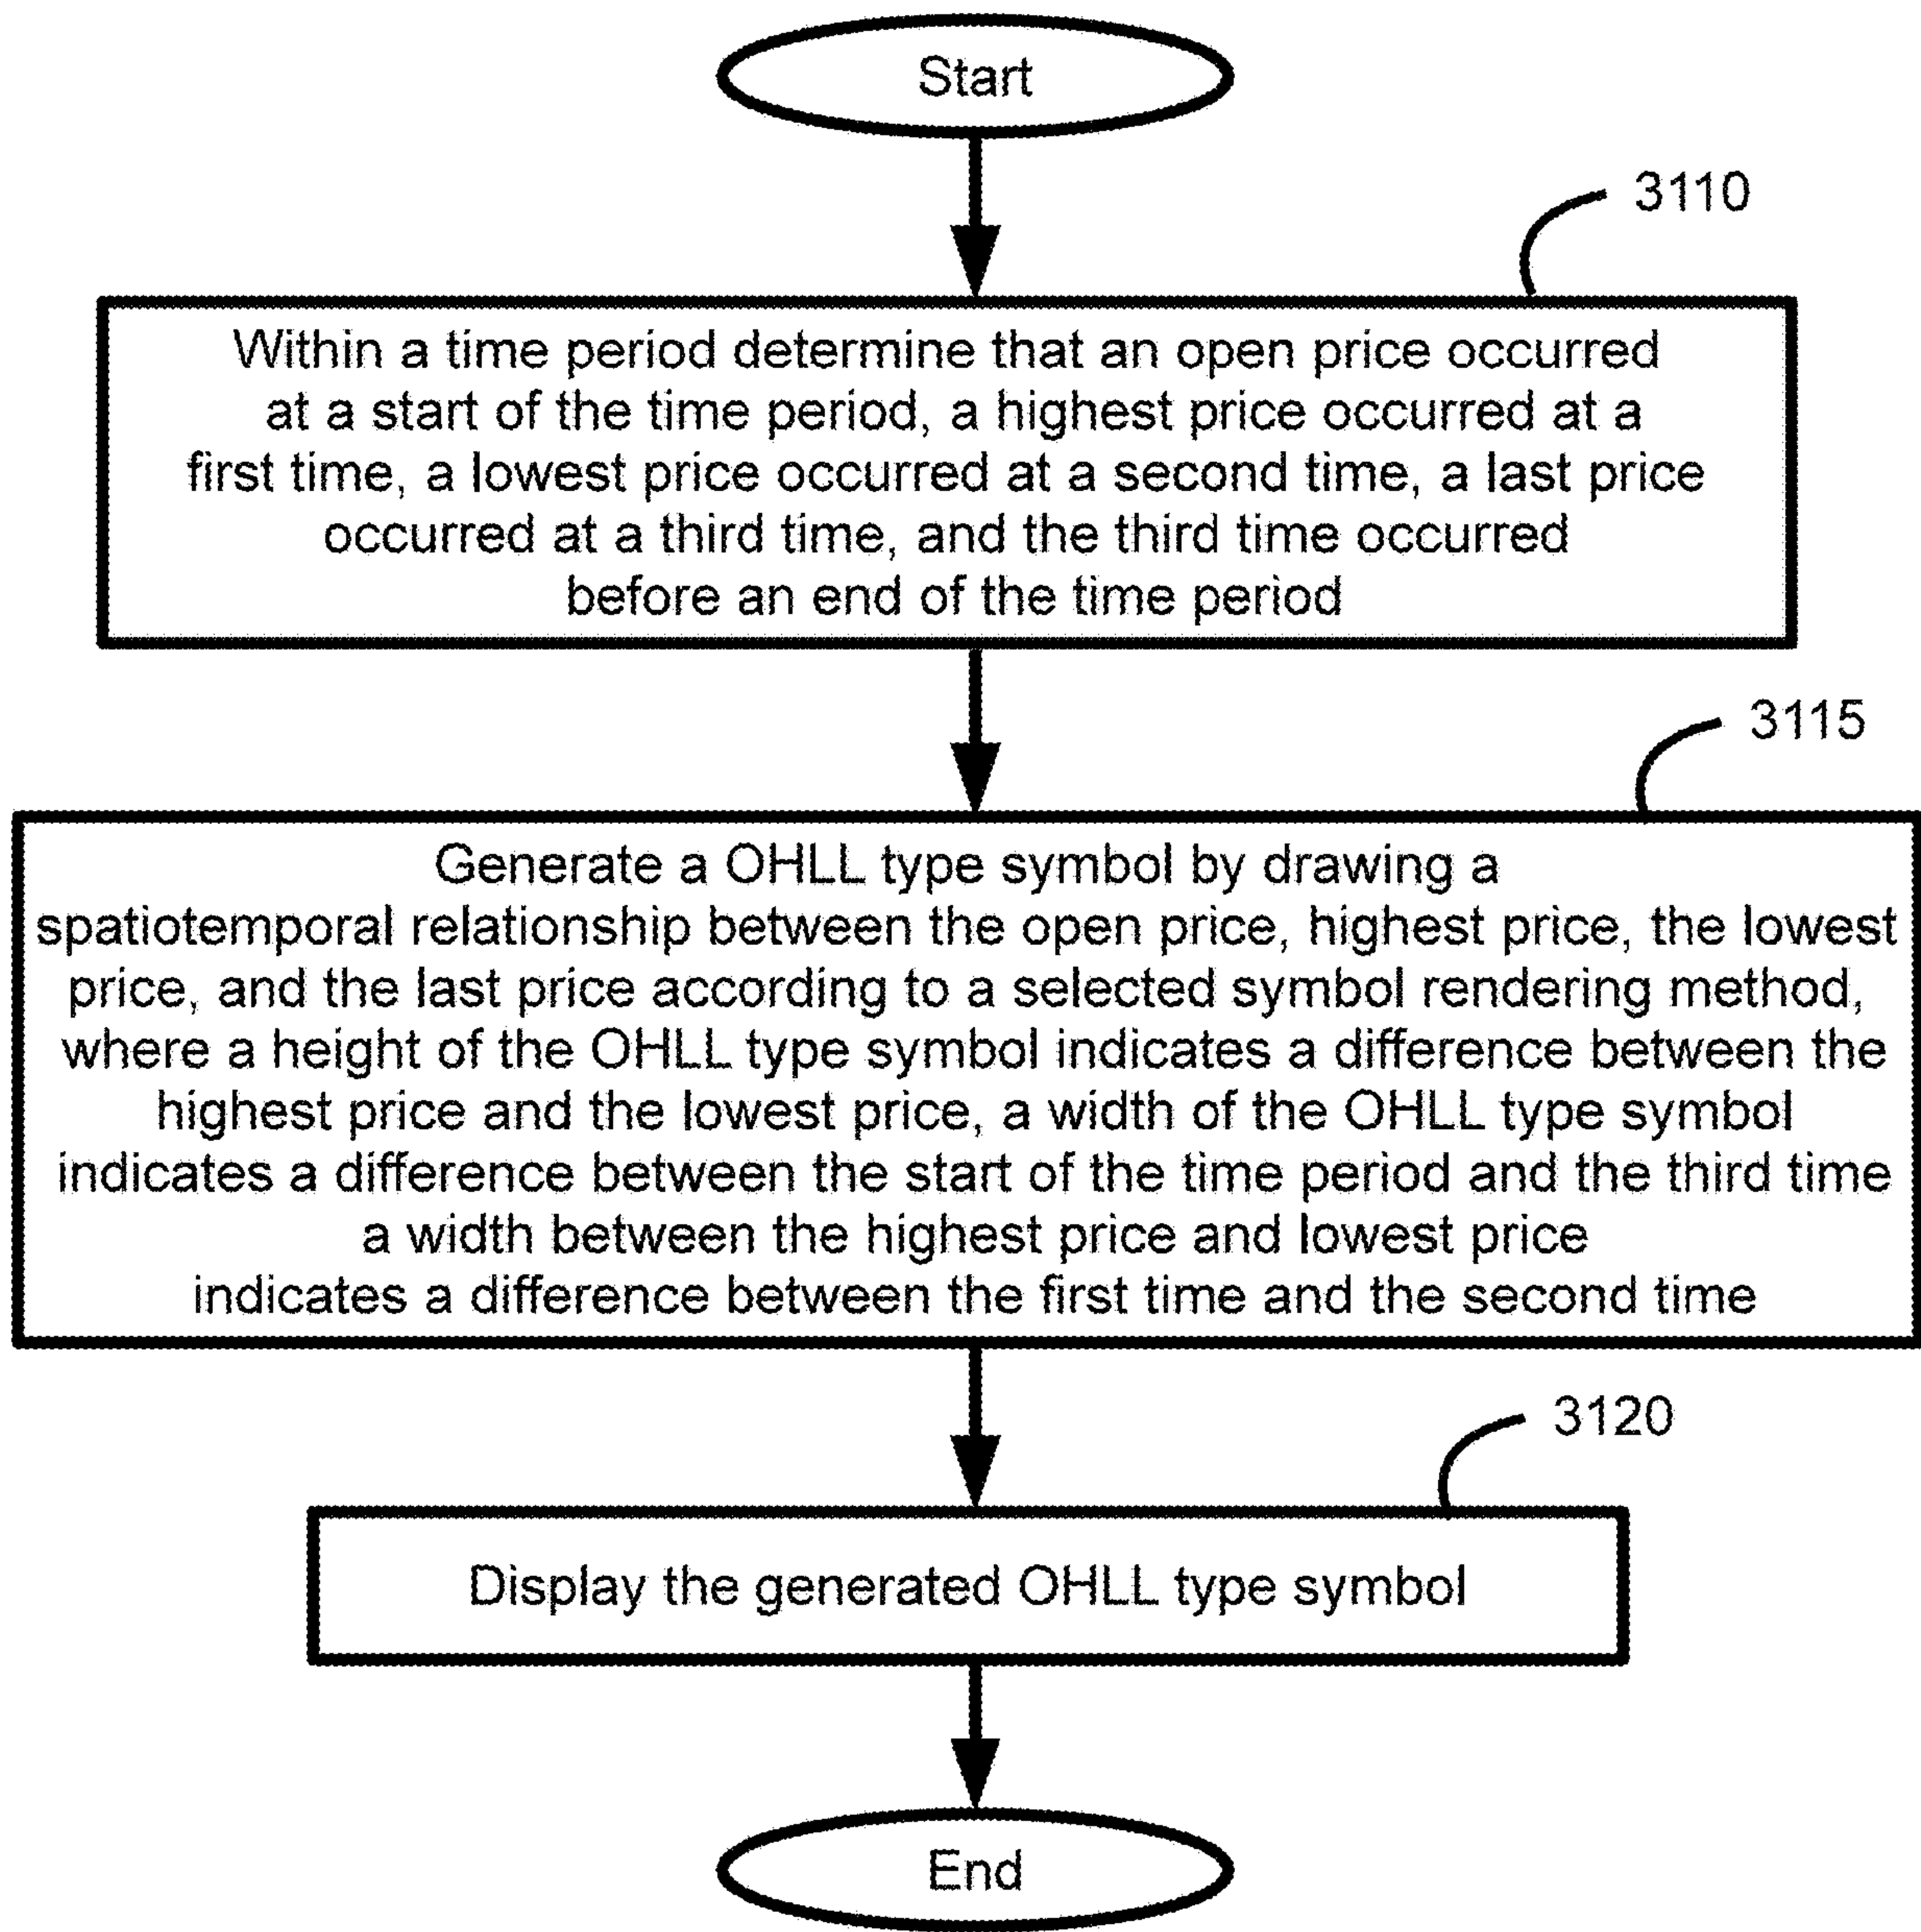 Start
3110
Within a time period determine that an open price occurred
at a start of the time period, a highest price occurred at a
first time, a lowest price occurred at a second time, a last price
occurred at a third time, and the third time occurred
before an end of the time period
3115
Generate a OHLL type symbol by drawing a
spatiotemporal relationship between the open price, highest price, the lowest
price, and the last price according to a selected symbol rendering method,
where a height of the OHLL type symbol indicates a difference between the
highest price and the lowest price, a width of the OHLL type symbol
indicates a difference between the start of the time period and the third time
a width between the highest price and lowest price
indicates a difference between the first time and the second time
3120
Display the generated OHLL type symbol
End